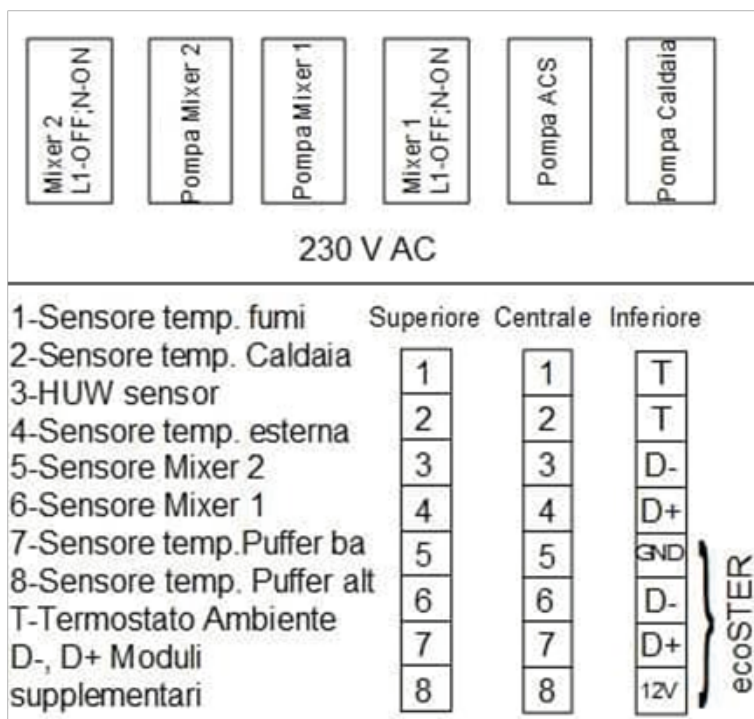 Mixer 2
L1-OFF;N-ON
Pompa Mixer 2
Pompa Mixer 1
Mixer 1
L1-OFF;N-ON
Pompa ACS
Pompa Caldaia
230 V AC
1-Sensore temp. fumi
2-Sensore temp. Caldaia
3-HUW sensor
4-Sensore temp. esterna
5-Sensore Mixer 2
6-Sensore Mixer 1
7-Sensore temp.Puffer ba
8-Sensore temp. Puffer alt
T-Termostato Ambiente
D-, D+ Moduli
supplementari
Superiore Centrale Inferiore
1 1 T
2 2 T
3 3 D-
4 4 D+
5 5 GND
6 6 D-
7 7 D+
8 8 12V
ecoSTER